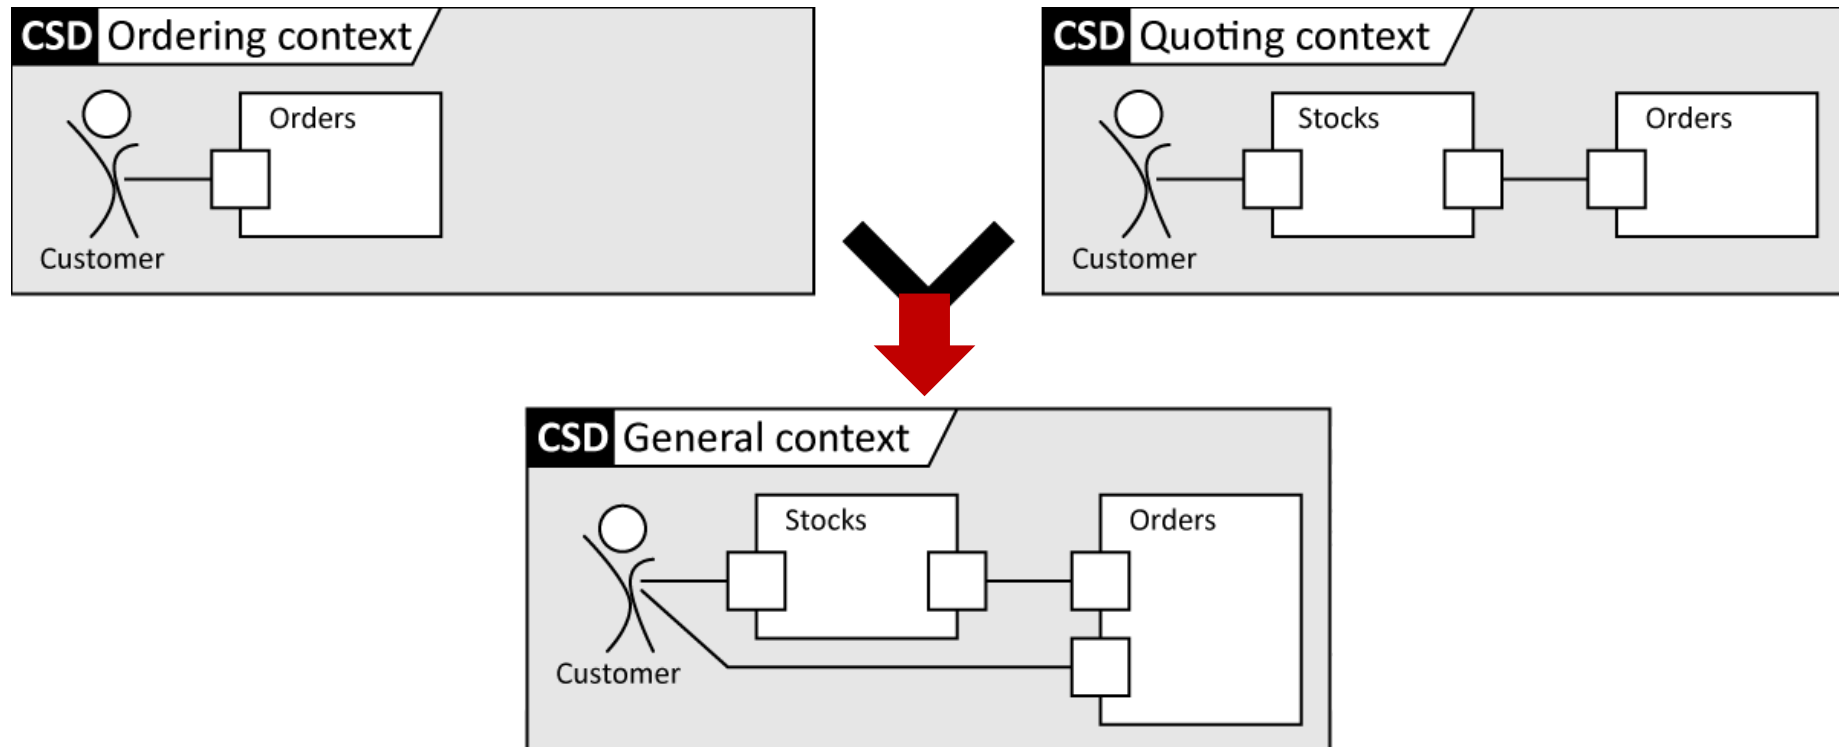 CSD Ordering context
Orders
Customer
CSD Quoting context
Stocks
Orders
Customer
CSD General context
Stocks
Orders
Customer